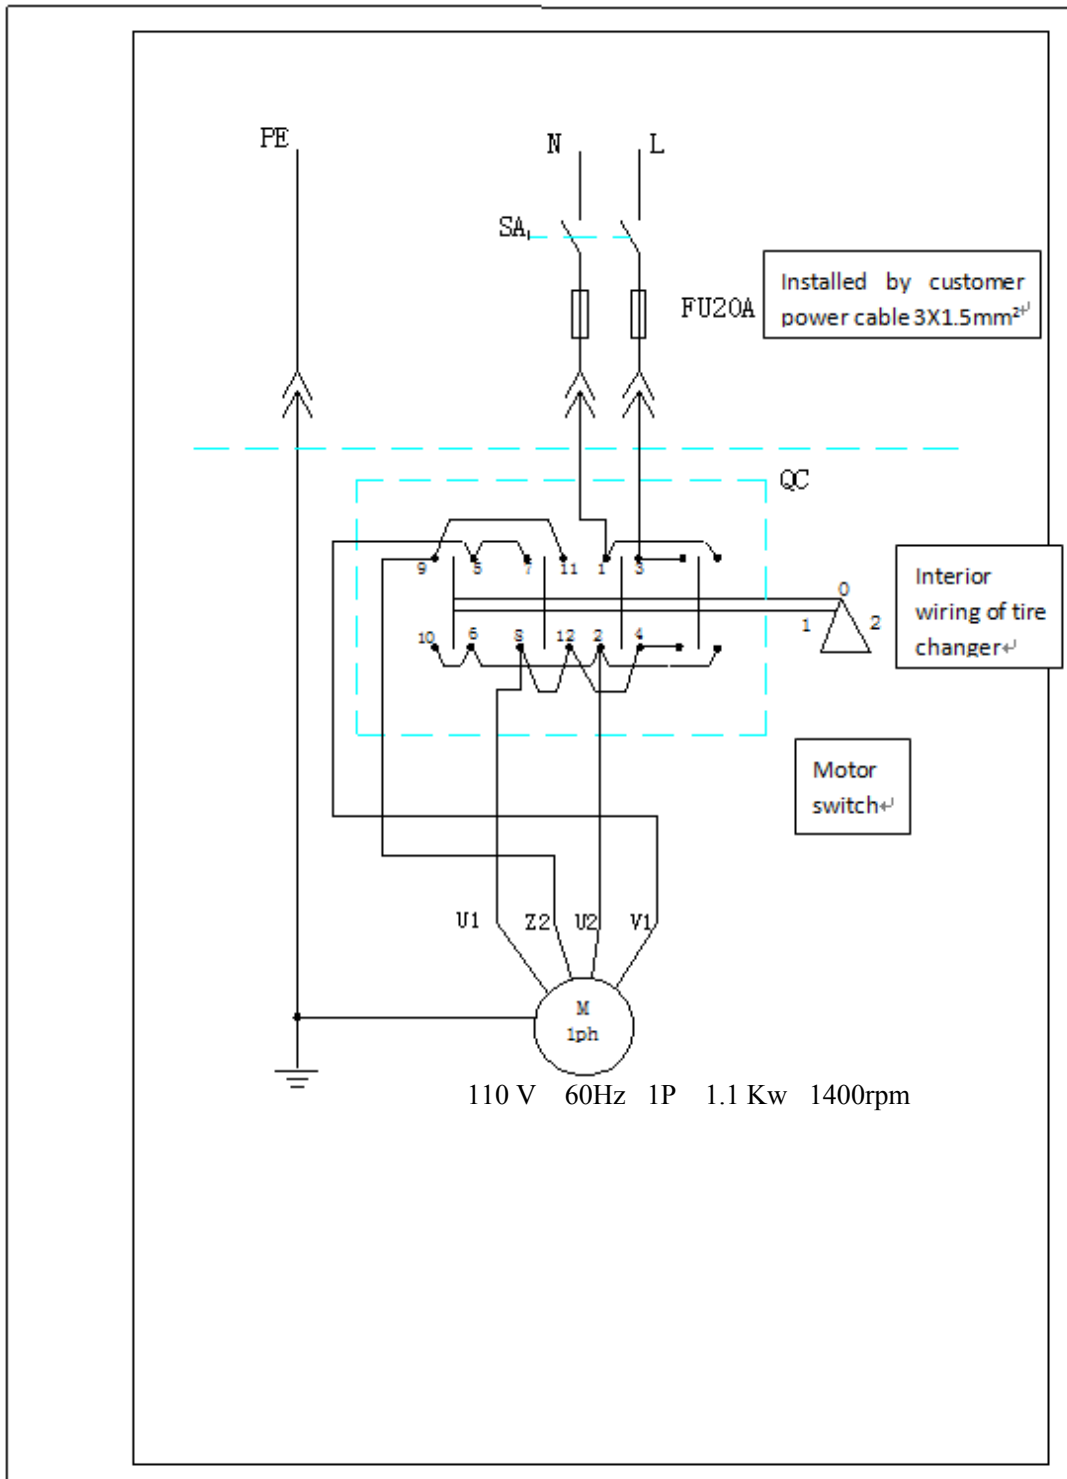 PE
N
L
SA
FU20A
Installed by customer
power cable 3X1.5mm²↵
QC
9 5 7 11 1 3
10 6 8 12 2 4
0
1 2
Interior
wiring of tire
changer↵
Motor
switch↵
U1 Z2 U2 V1
M
1ph
110 V 60Hz 1P 1.1 Kw 1400rpm